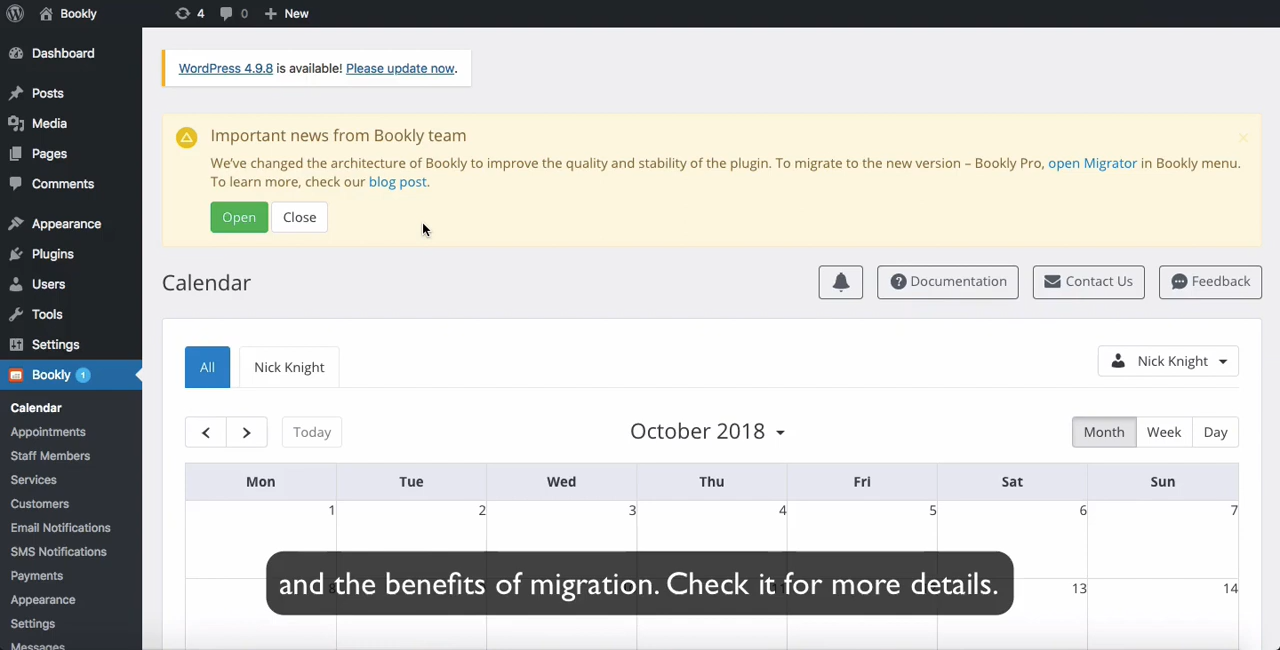 Bookly 4 0 New
Dashboard
Posts
Media
Pages
Comments
Appearance
Plugins
Users
Tools
Settings
Bookly 1
Calendar
Appointments
Staff Members
Services
Customers
Email Notifications
SMS Notifications
Payments
Appearance
Settings
Messages
WordPress 4.9.8 is available! Please update now.
Important news from Bookly team
We've changed the architecture of Bookly to improve the quality and stability of the plugin. To migrate to the new version – Bookly Pro, open Migrator in Bookly menu.
To learn more, check our blog post.
Open Close
Calendar Documentation Contact Us Feedback
All Nick Knight Nick Knight
Today October 2018 Month Week Day
Mon Tue Wed Thu Fri Sat Sun
1 2 3 4 5 6 7
13 14
and the benefits of migration. Check it for more details.